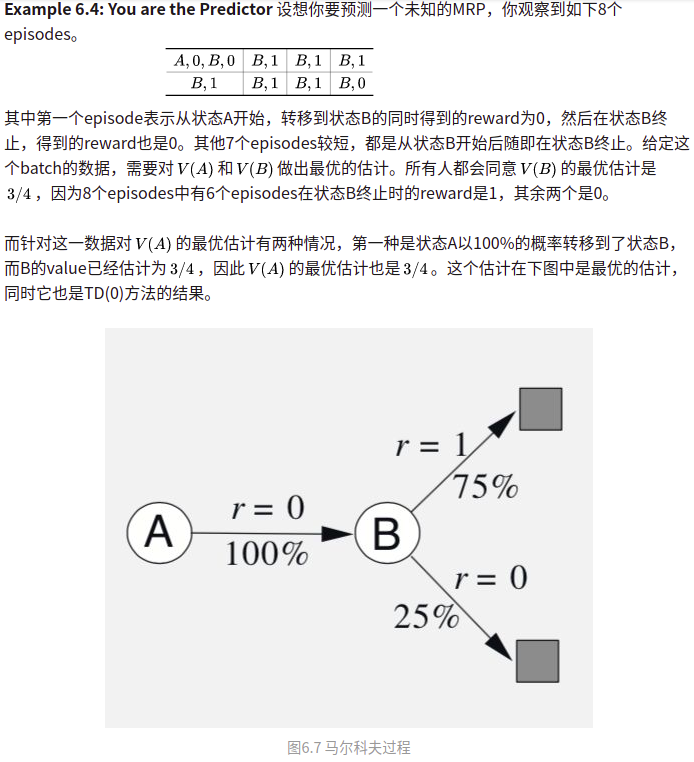 Example 6.4: You are the Predictor 设想你要预测一个未知的MRP，你观察到如下8个
episodes。
A, 0, B, 0 B, 1 B, 1 B, 1
B, 1 B, 1 B, 1 B, 0
其中第一个episode表示从状态A开始，转移到状态B的同时得到的reward为0，然后在状态B终
止，得到的reward也是0。其他7个episodes较短，都是从状态B开始后随即在状态B终止。给定这
个batch的数据，需要对 V(A) 和 V(B) 做出最优的估计。所有人都会同意 V(B) 的最优估计是
3/4 ，因为8个episodes中有6个episodes在状态B终止时的reward是1，其余两个是0。
而针对这一数据对 V(A) 的最优估计有两种情况，第一种是状态A以100%的概率转移到了状态B，
而B的value已经估计为 3/4 ，因此 V(A) 的最优估计也是 3/4 。这个估计在下图中是最优的估计，
同时它也是TD(0)方法的结果。
r = 1
75%
A
r = 0
100%
B
r = 0
25%
图6.7 马尔科夫过程